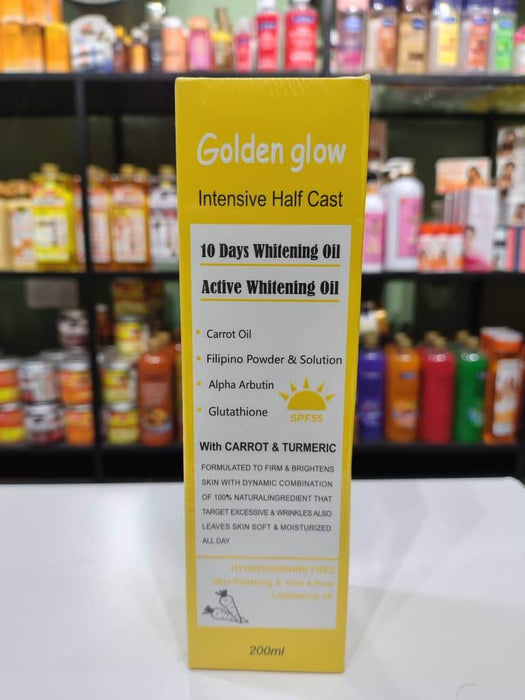 Golden glow
Intensive Half Cast
10 Days Whitening Oil
Active Whitening Oil
Carrot Oil
Filipino Powder & Solution
Alpha Arbutin
Glutathione
SPF55
With CARROT & TURMERIC
FORMULATED TO FIRM & BRIGHTENS
SKIN WITH DYNAMIC COMBINATION
OF 100% NATURALINGREDIENT THAT
TARGET EXCESSIVE & WRINKLES ALSO
LEAVES SKIN SOFT & MOISTURIZED
ALL DAY
HYDROQUINONE FREE
Skin Polishing & Face & Body
Lightening oil
200ml